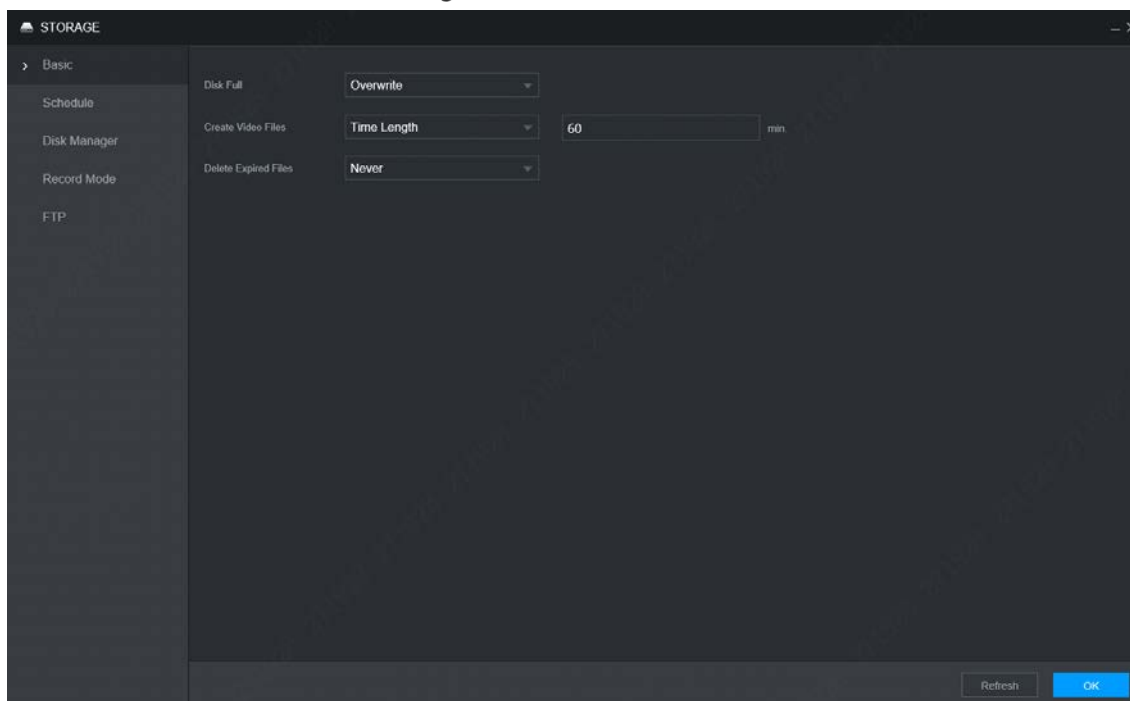 STORAGE
Basic
Schedule
Disk Manager
Record Mode
FTP
Disk Full Overwrite
Create Video Files Time Length 60 min.
Delete Expired Files Never
Refresh OK